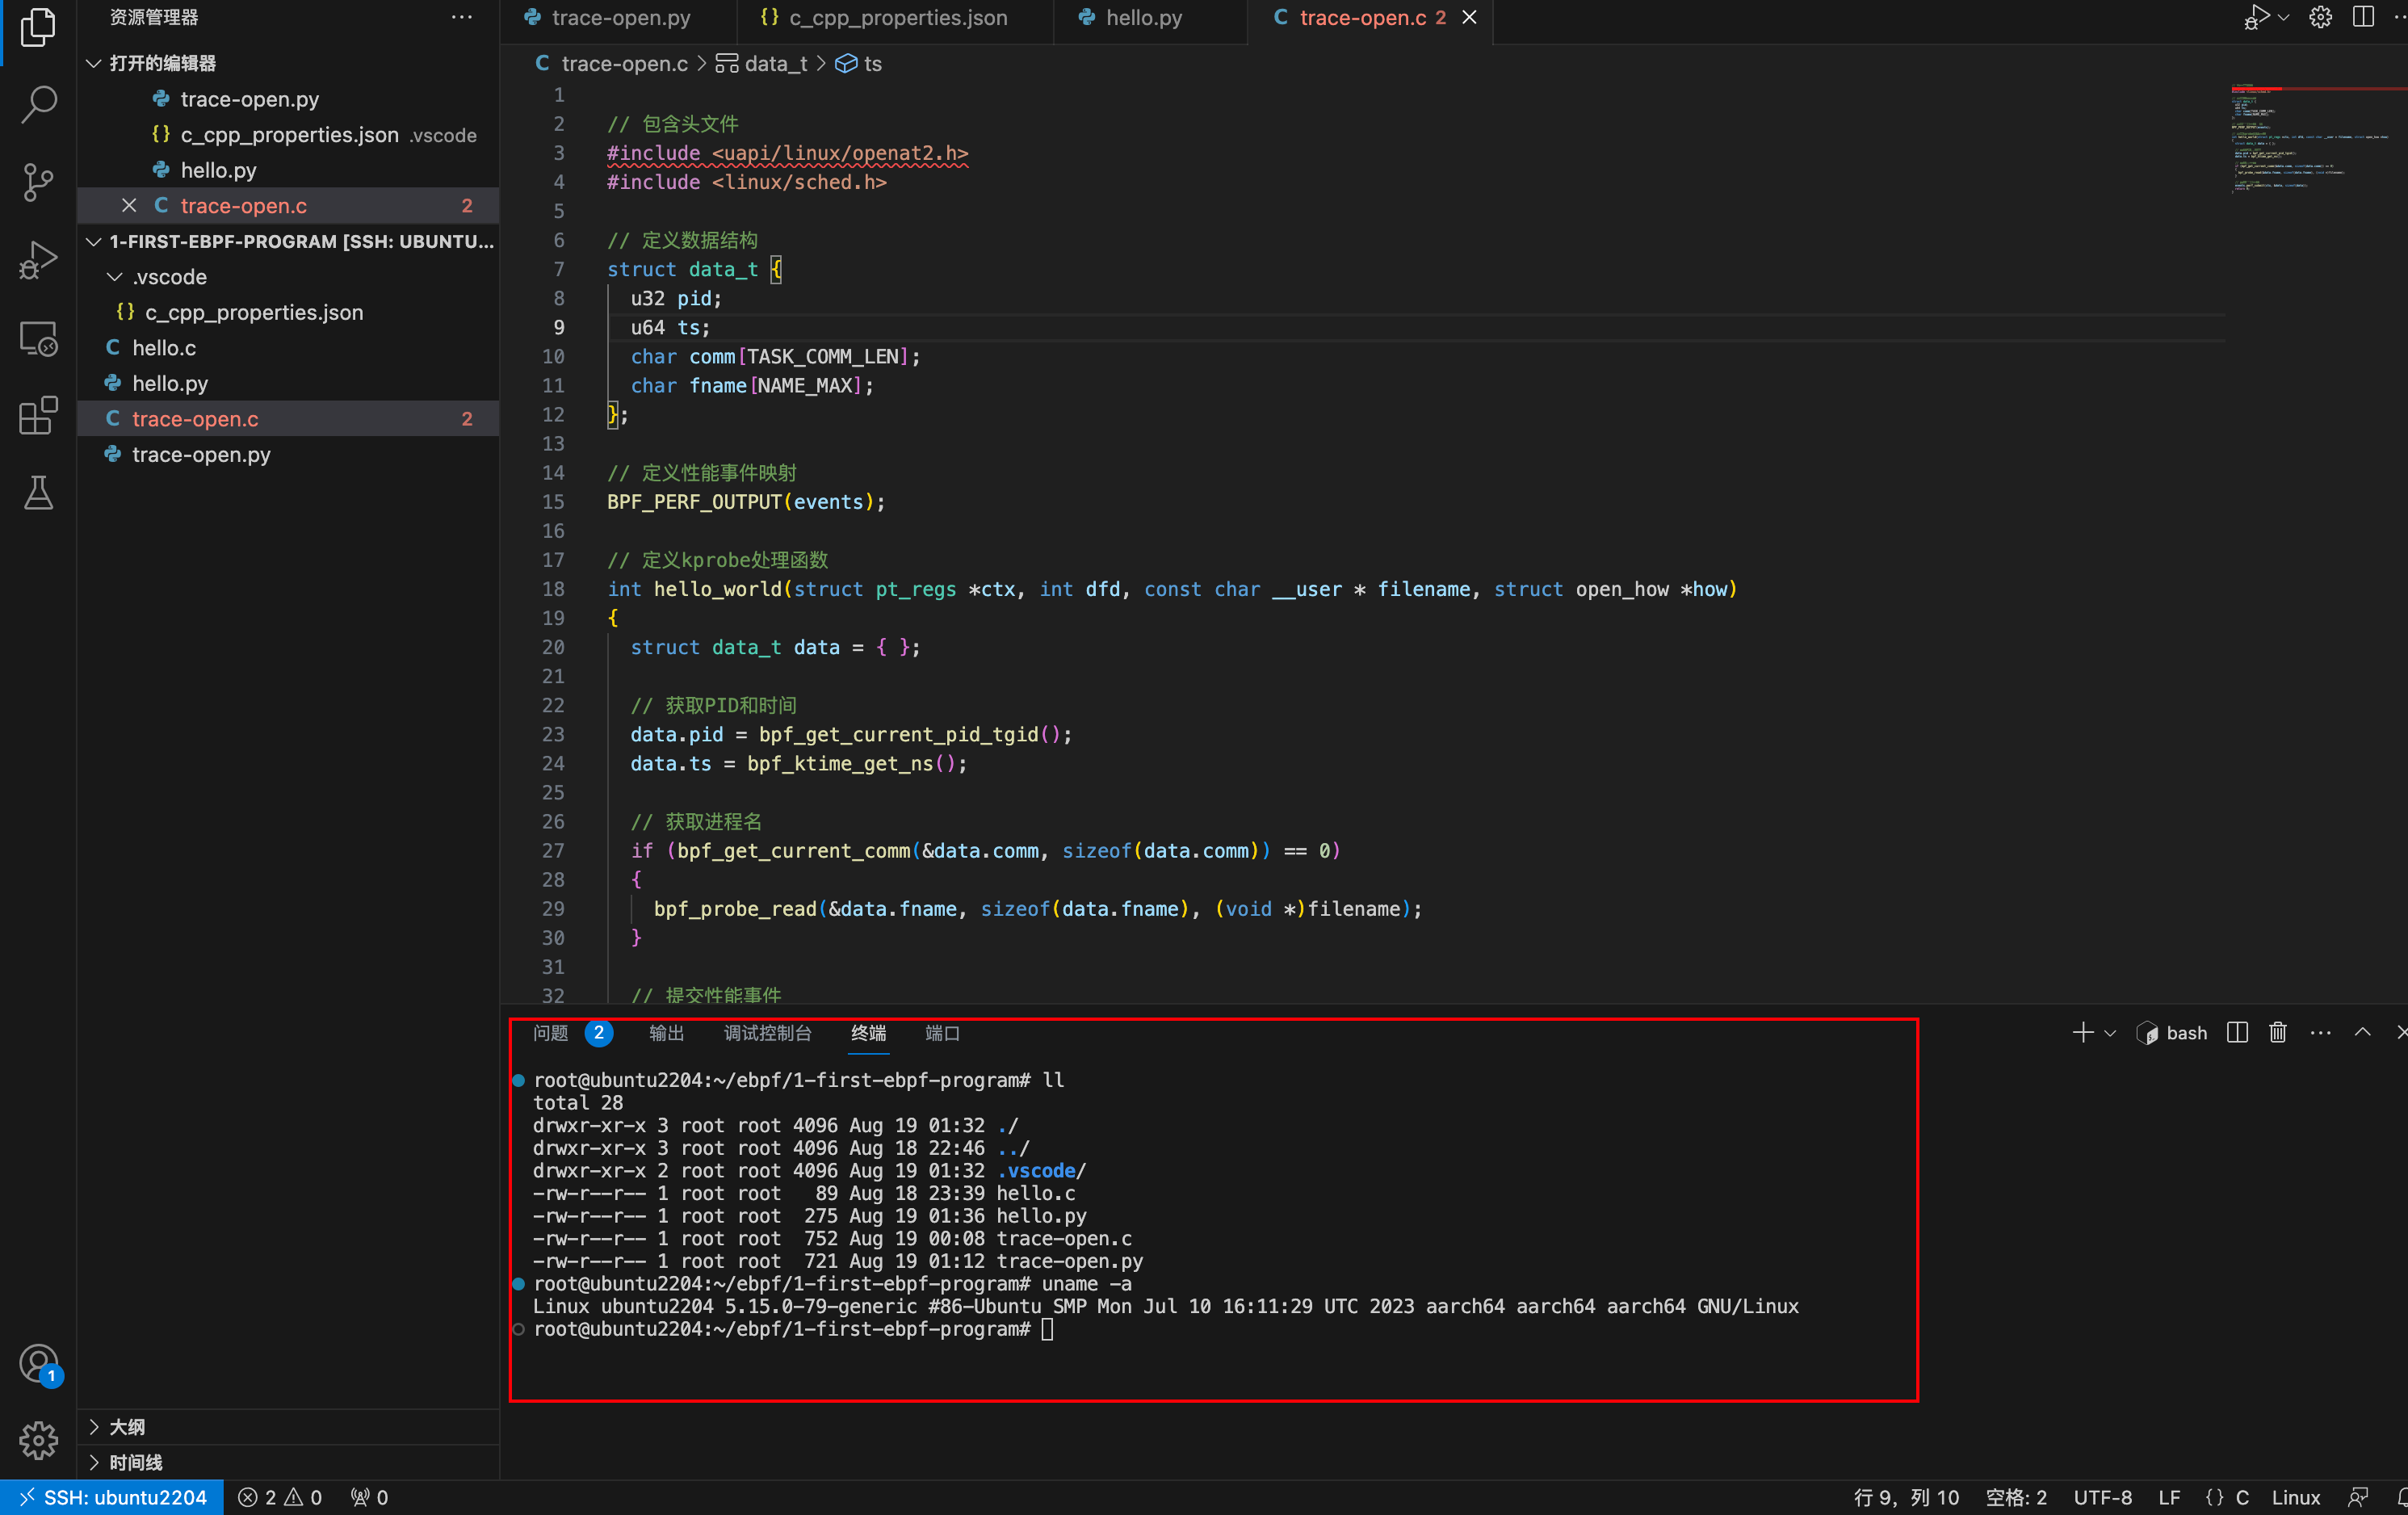 资源管理器
打开的编辑器
trace-open.py
c_cpp_properties.json .vscode
hello.py
trace-open.c 2
1-FIRST-EBPF-PROGRAM [SSH: UBUNTU...
.vscode
c_cpp_properties.json
hello.c
hello.py
trace-open.c 2
trace-open.py
大纲
时间线
1
trace-open.py
c_cpp_properties.json
hello.py
trace-open.c 2
trace-open.c > data_t > ts
1
2 // 包含头文件
3 #include <uapi/linux/openat2.h>
4 #include <linux/sched.h>
5
6 // 定义数据结构
7 struct data_t {
8 u32 pid;
9 u64 ts;
10 char comm[TASK_COMM_LEN];
11 char fname[NAME_MAX];
12 };
13
14 // 定义性能事件映射
15 BPF_PERF_OUTPUT(events);
16
17 // 定义kprobe处理函数
18 int hello_world(struct pt_regs *ctx, int dfd, const char __user * filename, struct open_how *how)
19 {
20 struct data_t data = { };
21
22 // 获取PID和时间
23 data.pid = bpf_get_current_pid_tgid();
24 data.ts = bpf_ktime_get_ns();
25
26 // 获取进程名
27 if (bpf_get_current_comm(&data.comm, sizeof(data.comm)) == 0)
28 {
29 bpf_probe_read(&data.fname, sizeof(data.fname), (void *)filename);
30 }
31
32 // 提交性能事件
问题 2 输出 调试控制台 终端 端口
bash
root@ubuntu2204:~/ebpf/1-first-ebpf-program# ll
total 28
drwxr-xr-x 3 root root 4096 Aug 19 01:32 ./
drwxr-xr-x 3 root root 4096 Aug 18 22:46 ../
drwxr-xr-x 2 root root 4096 Aug 19 01:32 .vscode/
-rw-r--r-- 1 root root 89 Aug 18 23:39 hello.c
-rw-r--r-- 1 root root 275 Aug 19 01:36 hello.py
-rw-r--r-- 1 root root 752 Aug 19 00:08 trace-open.c
-rw-r--r-- 1 root root 721 Aug 19 01:12 trace-open.py
root@ubuntu2204:~/ebpf/1-first-ebpf-program# uname -a
Linux ubuntu2204 5.15.0-79-generic #86-Ubuntu SMP Mon Jul 10 16:11:29 UTC 2023 aarch64 aarch64 aarch64 GNU/Linux
root@ubuntu2204:~/ebpf/1-first-ebpf-program#
SSH: ubuntu2204 2 0 0 行 9，列 10 空格: 2 UTF-8 LF {} C Linux